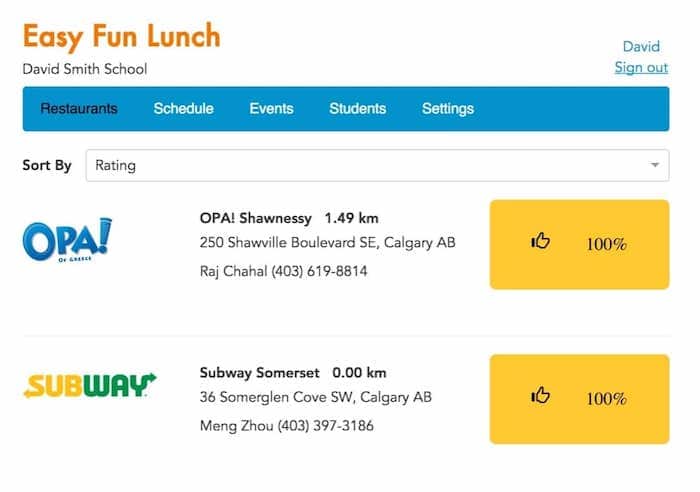 Easy Fun Lunch
David Smith School
David
Sign out
Restaurants Schedule Events Students Settings
Sort By Rating
OPA!
OF GREECE
OPA! Shawnessy 1.49 km
250 Shawville Boulevard SE, Calgary AB
Raj Chahal (403) 619-8814
100%
SUBWAY
Subway Somerset 0.00 km
36 Somerglen Cove SW, Calgary AB
Meng Zhou (403) 397-3186
100%